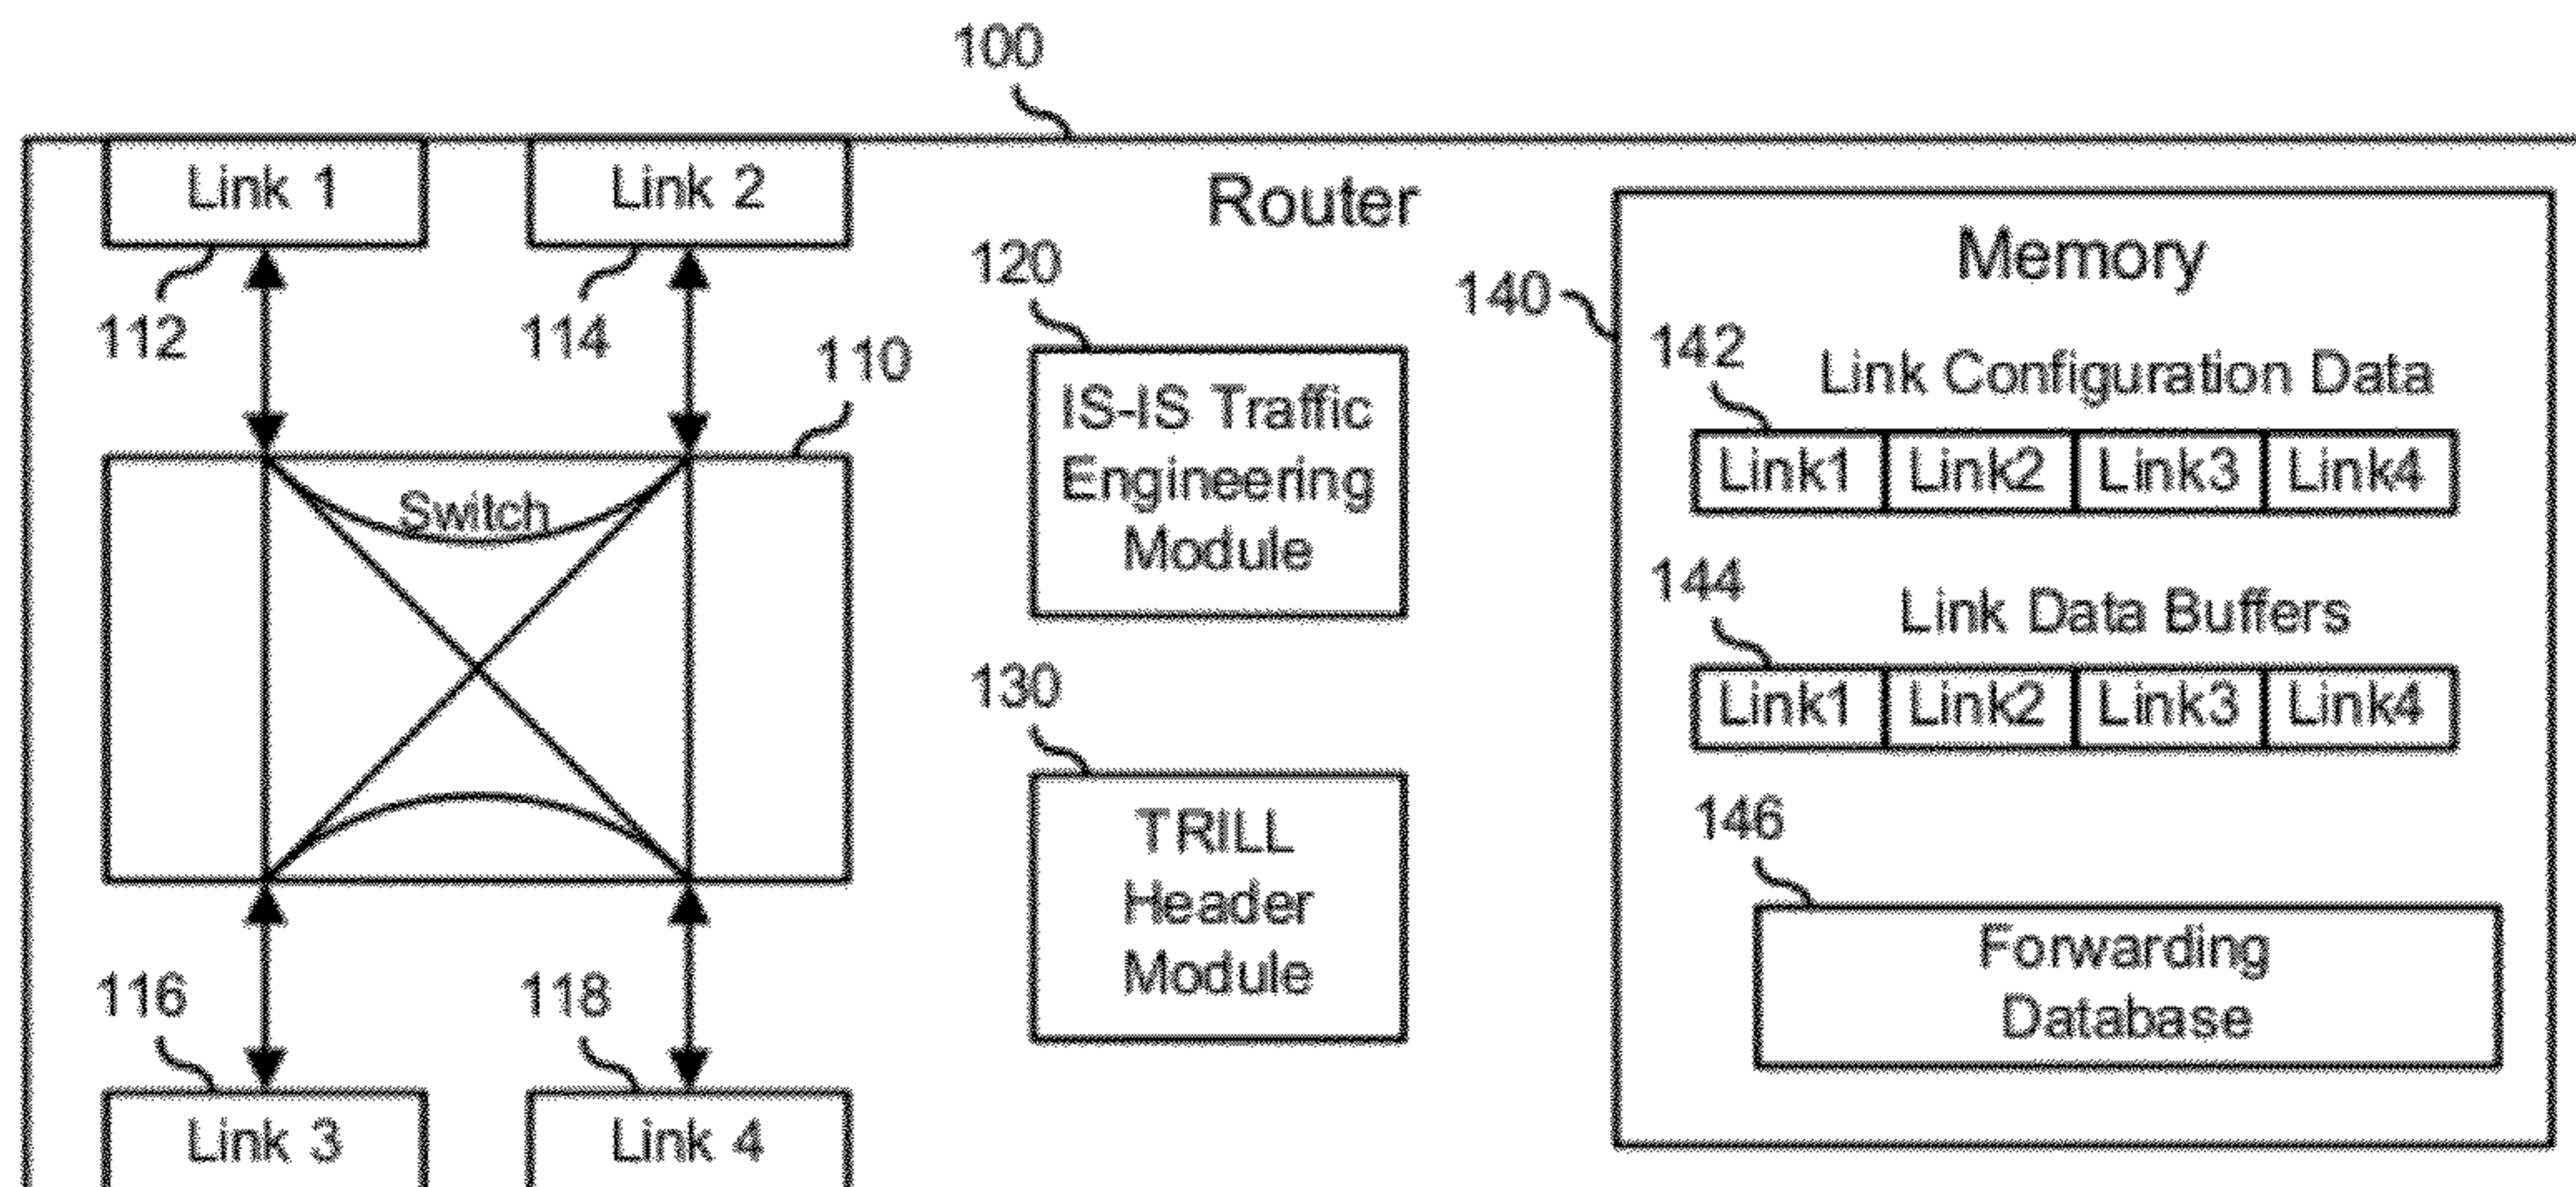 100
Link 1
Link 2
Router
Memory
112
114
120
140
110
142
Link Configuration Data
IS-IS Traffic
Engineering
Module
Link1 Link2 Link3 Link4
Switch
144
Link Data Buffers
130
Link1 Link2 Link3 Link4
TRILL
Header
Module
146
Forwarding
Database
116
118
Link 3
Link 4